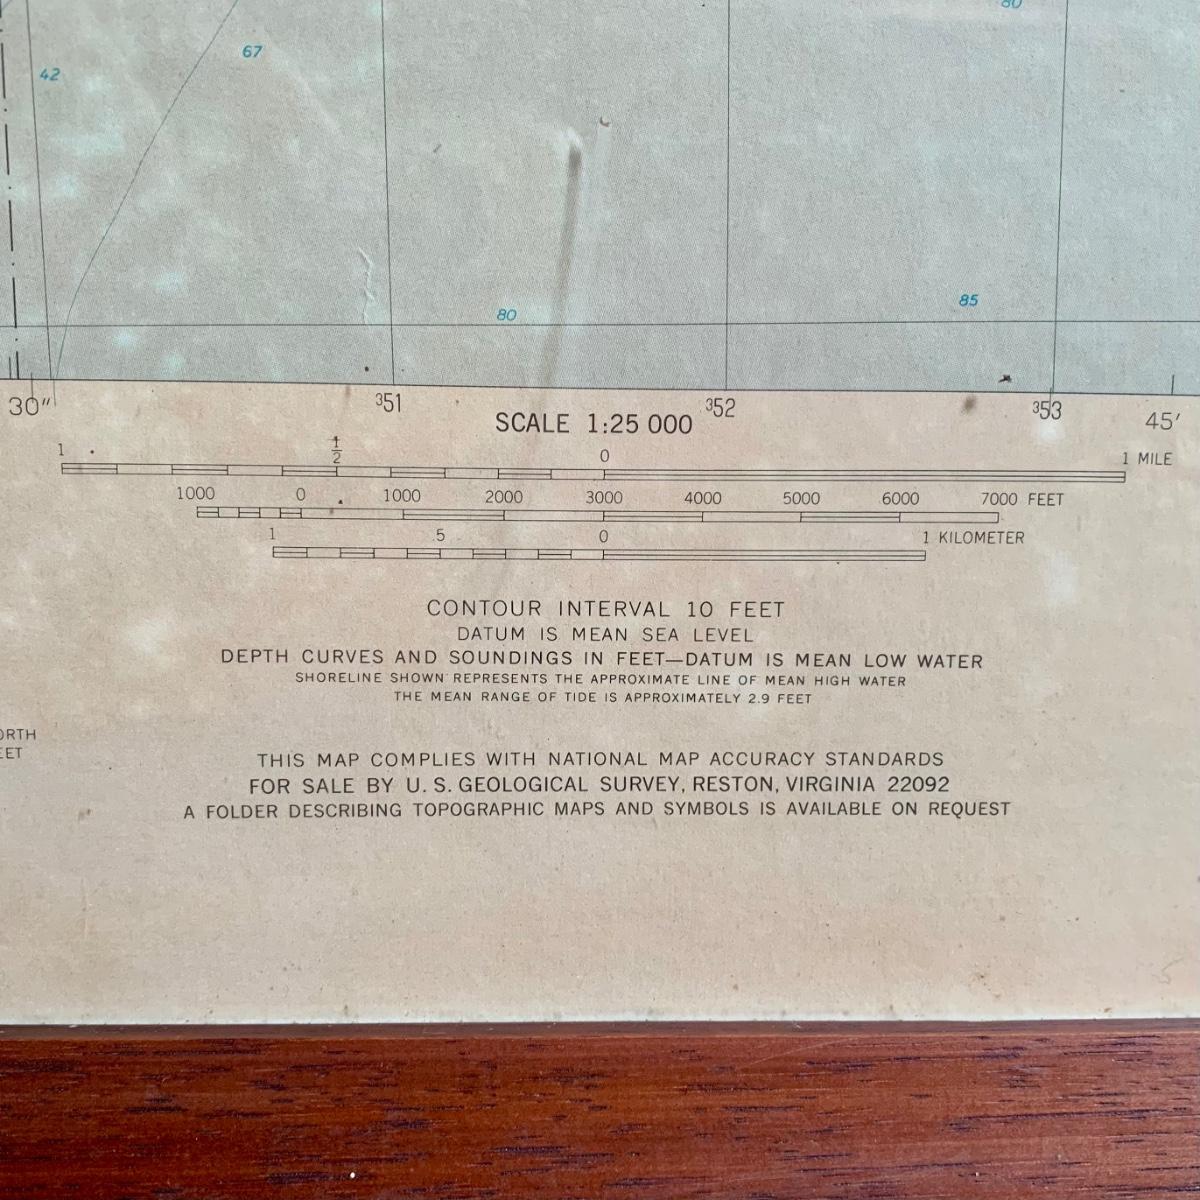 80
67
42
85
80
30″
³51
³52
³53
45′
SCALE 1:25 000
1 ½ 0 1 MILE
1000 0 1000 2000 3000 4000 5000 6000 7000 FEET
1 .5 0 1 KILOMETER
CONTOUR INTERVAL 10 FEET
DATUM IS MEAN SEA LEVEL
DEPTH CURVES AND SOUNDINGS IN FEET—DATUM IS MEAN LOW WATER
SHORELINE SHOWN REPRESENTS THE APPROXIMATE LINE OF MEAN HIGH WATER
THE MEAN RANGE OF TIDE IS APPROXIMATELY 2.9 FEET
THIS MAP COMPLIES WITH NATIONAL MAP ACCURACY STANDARDS
FOR SALE BY U. S. GEOLOGICAL SURVEY, RESTON, VIRGINIA 22092
A FOLDER DESCRIBING TOPOGRAPHIC MAPS AND SYMBOLS IS AVAILABLE ON REQUEST